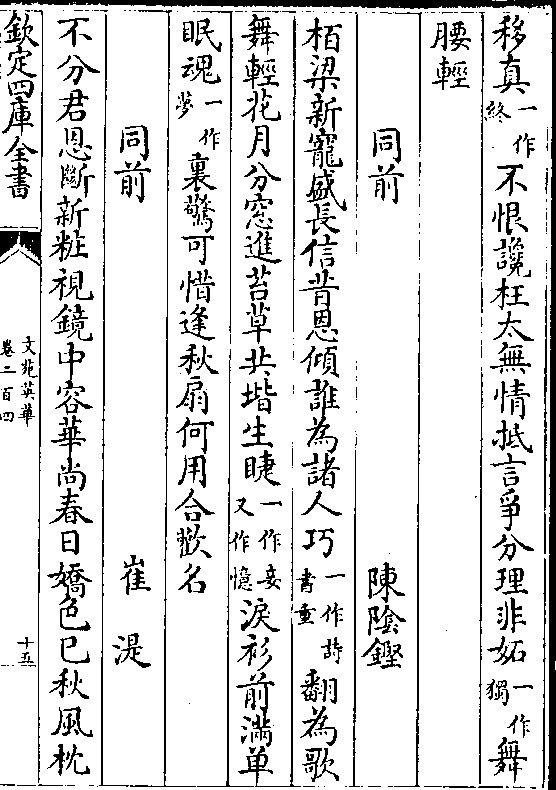 移真一作終不恨讒枉太無情抵言爭分理非妬一作獨舞
腰輕
同前 陳陰鏗
栢梁新寵盛長信昔恩傾誰為諸人巧一作詩書重翻為歌
舞輕花月分窓進苔草共堦生睫一作妾又作憶淚衫前滿单
眠魂一作夢裏驚可惜逢秋扇何用合歡名
同前 崔湜
不分君恩斷新粧視鏡中容華尚春日嬌色已秋風枕
欽定四庫全書
文苑英華
卷二百四
十五